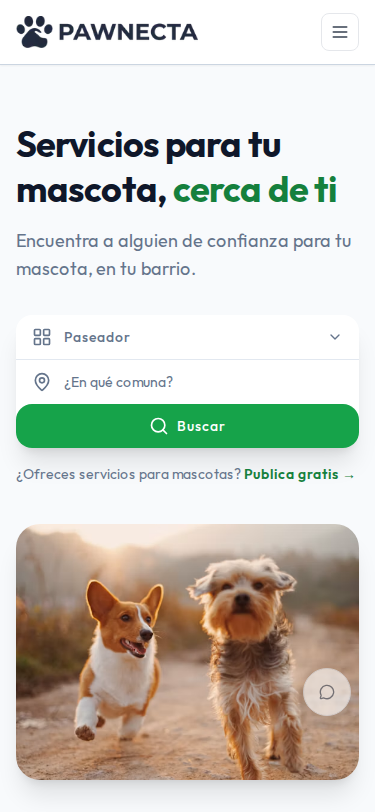 PAWNECTA
Servicios para tu
mascota, cerca de ti
Encuentra a alguien de confianza para tu
mascota, en tu barrio.
Paseador
¿En qué comuna?
Buscar
¿Ofreces servicios para mascotas? Publica gratis →